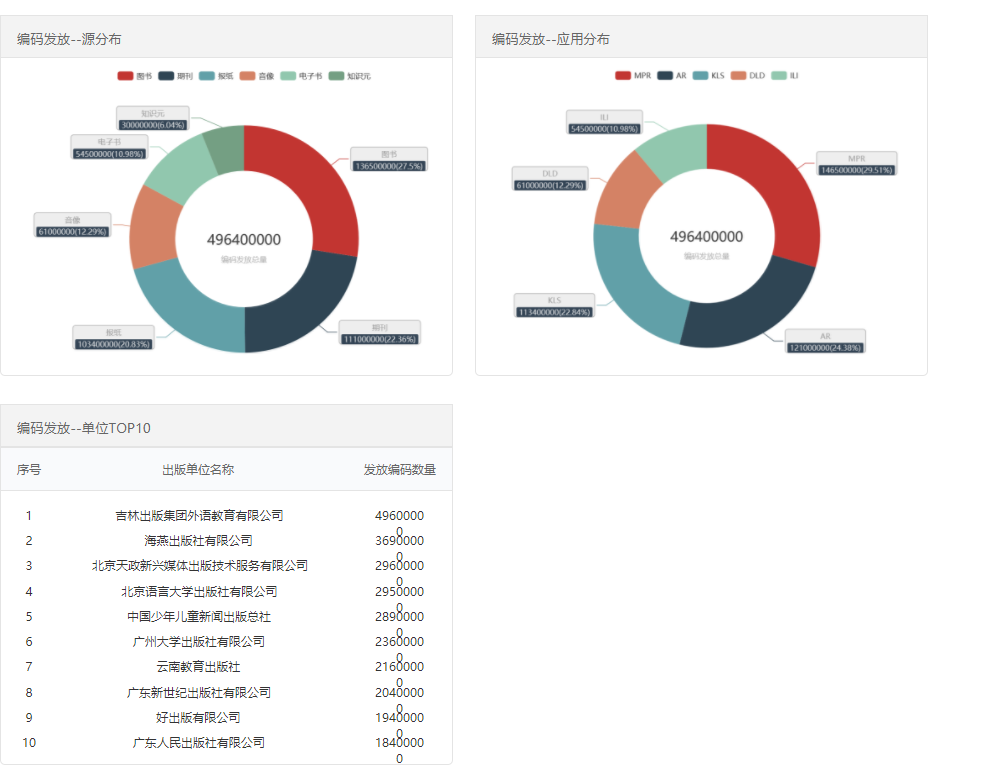 编码发放--源分布
图书 期刊 报纸 音像 电子书 知识元
知识元
30000000(6.04%)
电子书
54500000(10.98%)
图书
136500000(27.5%)
音像
61000000(12.29%)
496400000
编码发放总量
报纸
103400000(20.83%)
期刊
111000000(22.36%)
编码发放--应用分布
MPR AR KLS DLD ILI
ILI
54500000(10.98%)
MPR
146500000(29.51%)
DLD
61000000(12.29%)
496400000
编码发放总量
KLS
113400000(22.84%)
AR
121000000(24.38%)
编码发放--单位TOP10
序号 出版单位名称 发放编码数量
1 吉林出版集团外语教育有限公司 4960000
0
2 海燕出版社有限公司 3690000
0
3 北京天政新兴媒体出版技术服务有限公司 2960000
0
4 北京语言大学出版社有限公司 2950000
0
5 中国少年儿童新闻出版总社 2890000
0
6 广州大学出版社有限公司 2360000
0
7 云南教育出版社 2160000
0
8 广东新世纪出版社有限公司 2040000
0
9 好出版有限公司 1940000
0
10 广东人民出版社有限公司 1840000
0